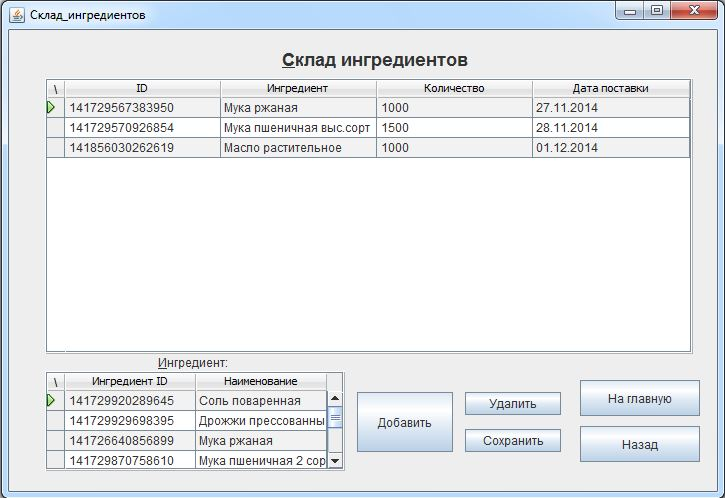 Склад_ингредиентов
Склад ингредиентов
\ ID Ингредиент Количество Дата поставки
141729567383950 Мука ржаная 1000 27.11.2014
141729570926854 Мука пшеничная выс.сорт 1500 28.11.2014
141856030262619 Масло растительное 1000 01.12.2014
Ингредиент:
\ Ингредиент ID Наименование
141729920289645 Соль поваренная
141729929698395 Дрожжи прессованны
141726640856899 Мука ржаная
141729870758610 Мука пшеничная 2 сор
Добавить
Удалить
Сохранить
На главную
Назад